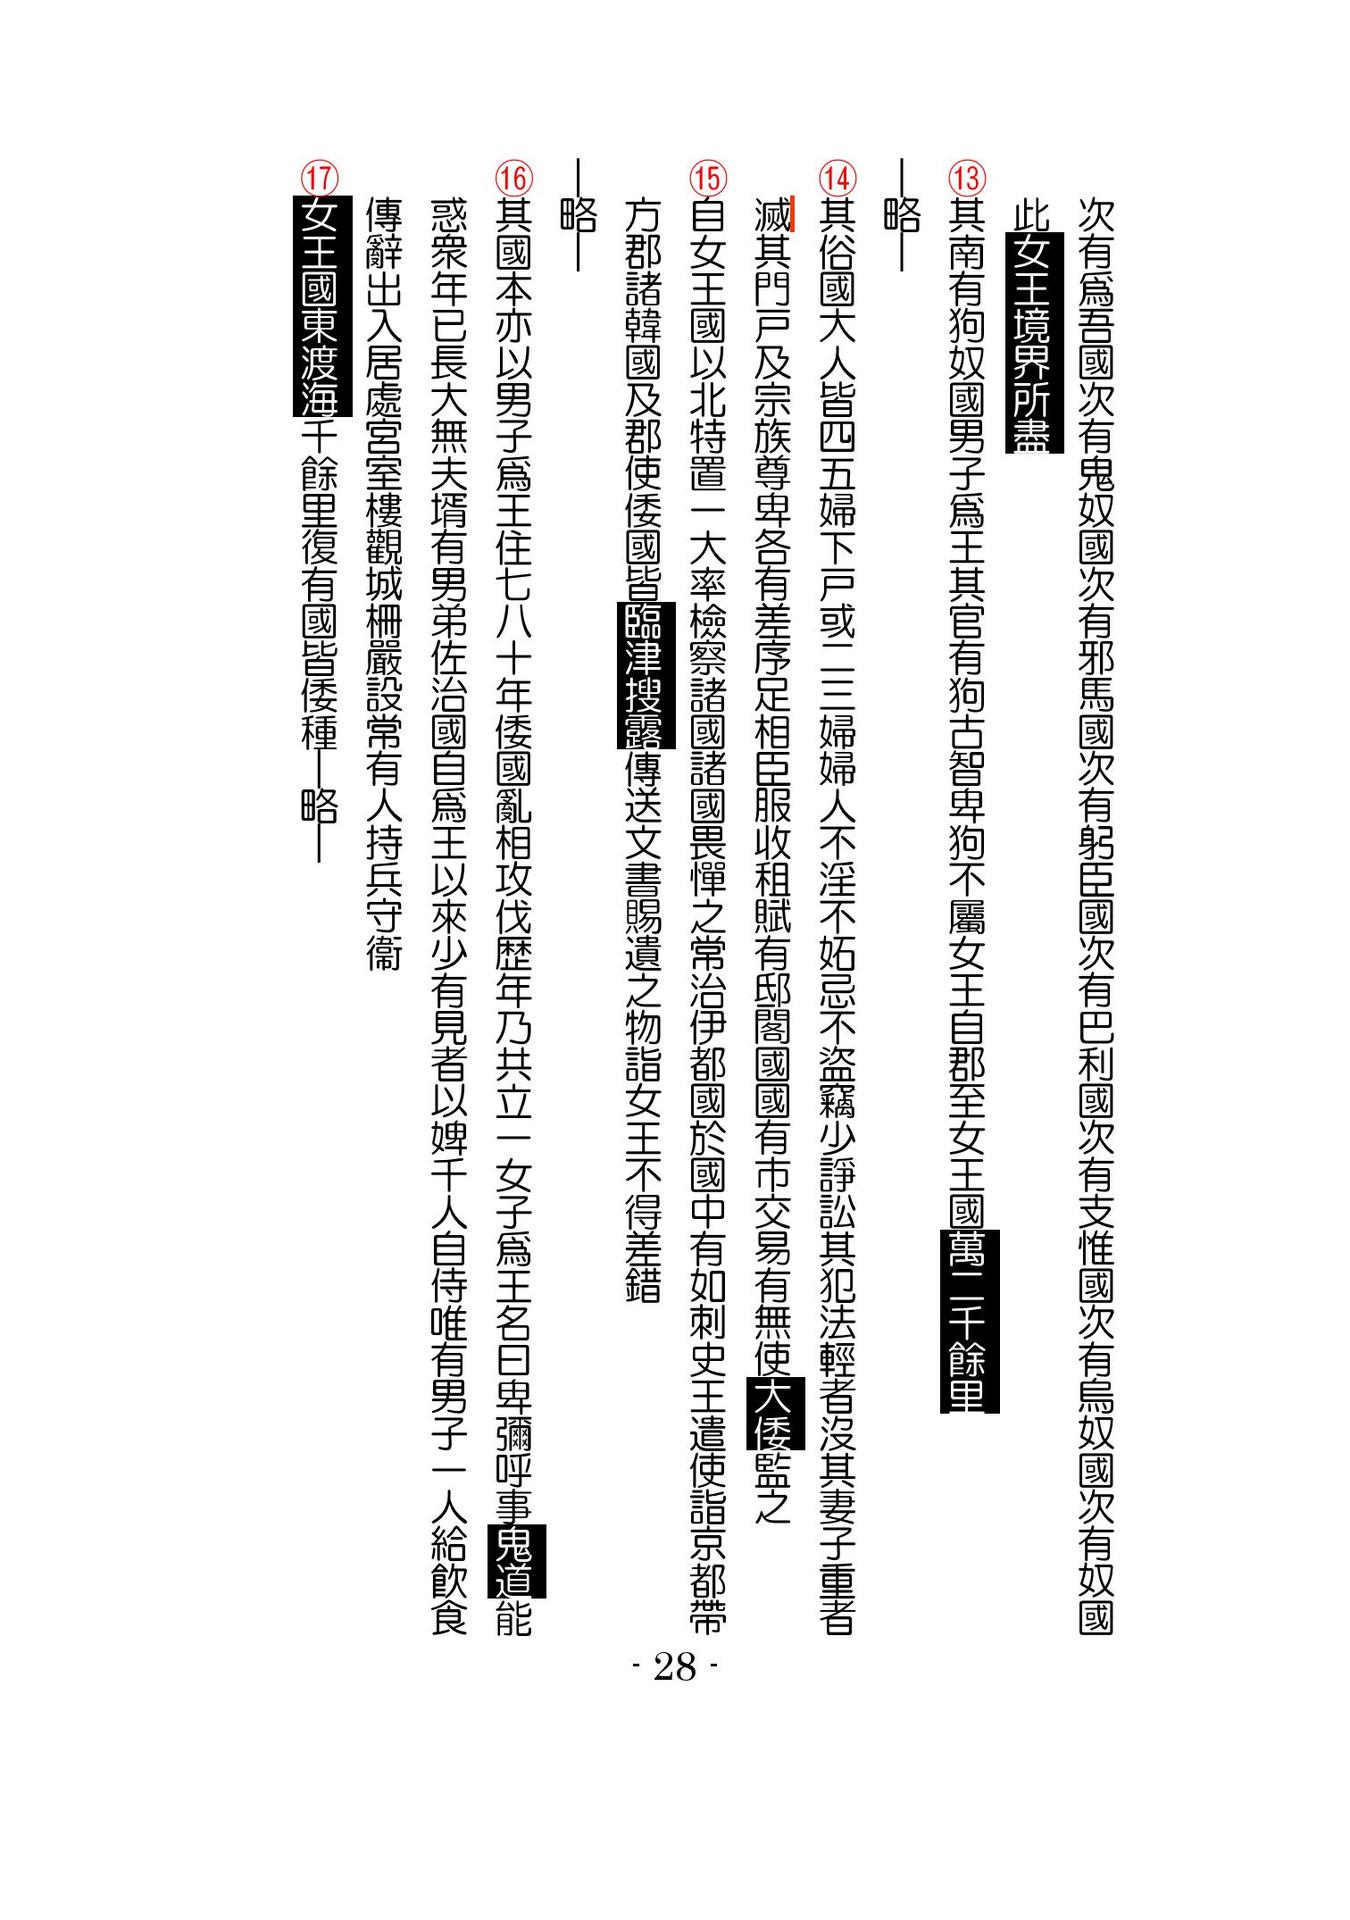 次有爲吾國次有鬼奴國次有邪馬國次有躬臣國次有巴利國次有支惟國次有烏奴國次有奴國
此女王境界所盡
⑬其南有狗奴國男子爲王其官有狗古智卑狗不屬女王自郡至女王國萬二千餘里
―略―
⑭其俗國大人皆四五婦下戸或二三婦婦人不淫不妬忌不盜竊少諍訟其犯法輕者沒其妻子重者
滅其門戸及宗族尊卑各有差序足相臣服收租賦有邸閣國國有市交易有無使大倭監之
⑮自女王國以北特置一大率檢察諸國諸國畏憚之常治伊都國於國中有如刺史王遣使詣京都帶
方郡諸韓國及郡使倭國皆臨津搜露傳送文書賜遺之物詣女王不得差錯
―略―
⑯其國本亦以男子爲王住七八十年倭國亂相攻伐歴年乃共立一女子爲王名曰卑彌呼事鬼道能
惑衆年已長大無夫壻有男弟佐治國自爲王以來少有見者以婢千人自侍唯有男子一人給飲食
傳辭出入居處宮室樓觀城柵嚴設常有人持兵守衞
⑰女王國東渡海千餘里復有國皆倭種―略―
- 28 -